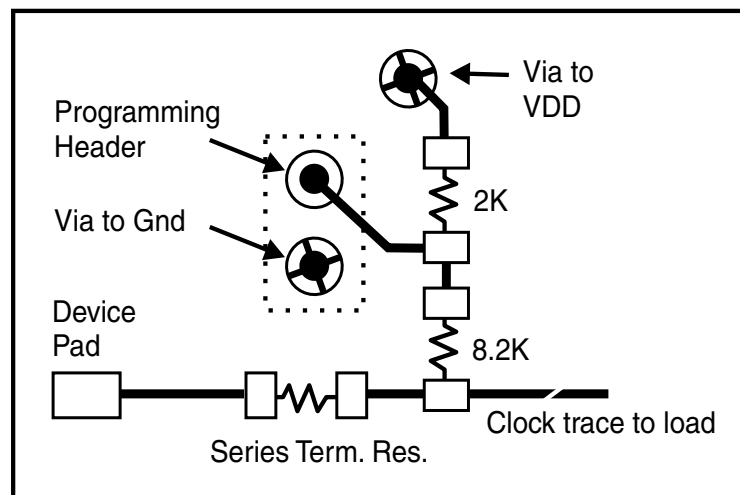 Via to
VDD
Programming
Header
2K
Via to Gnd
Device
Pad
8.2K
Clock trace to load
Series Term. Res.